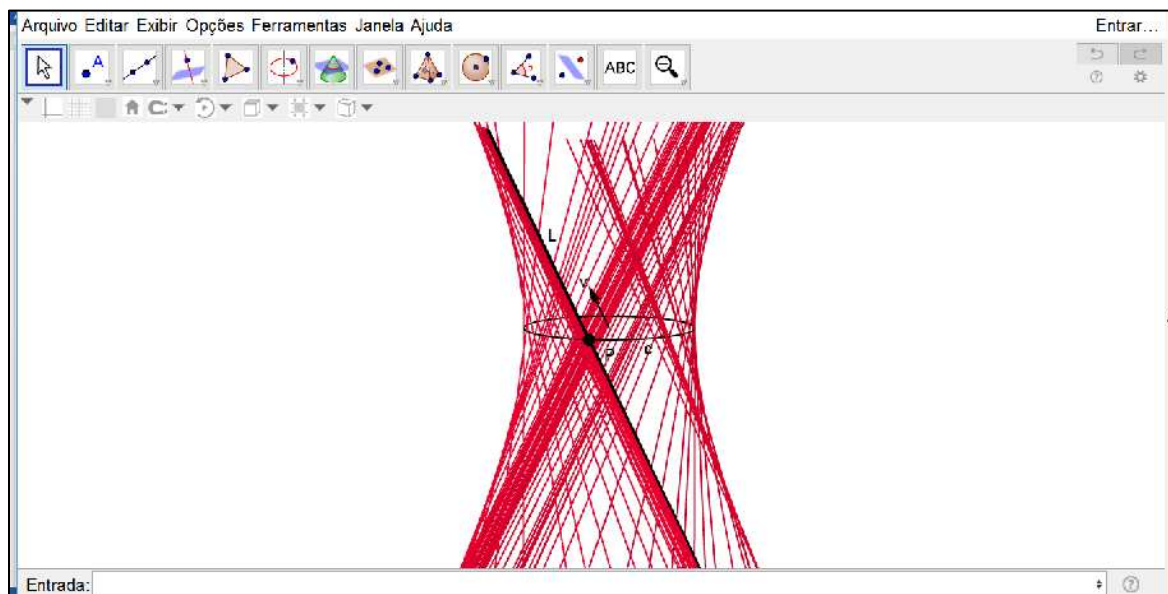 Arquivo Editar Exibir Opções Ferramentas Janela Ajuda
Entrar...
A
ABC
L
v
P
c
Entrada: